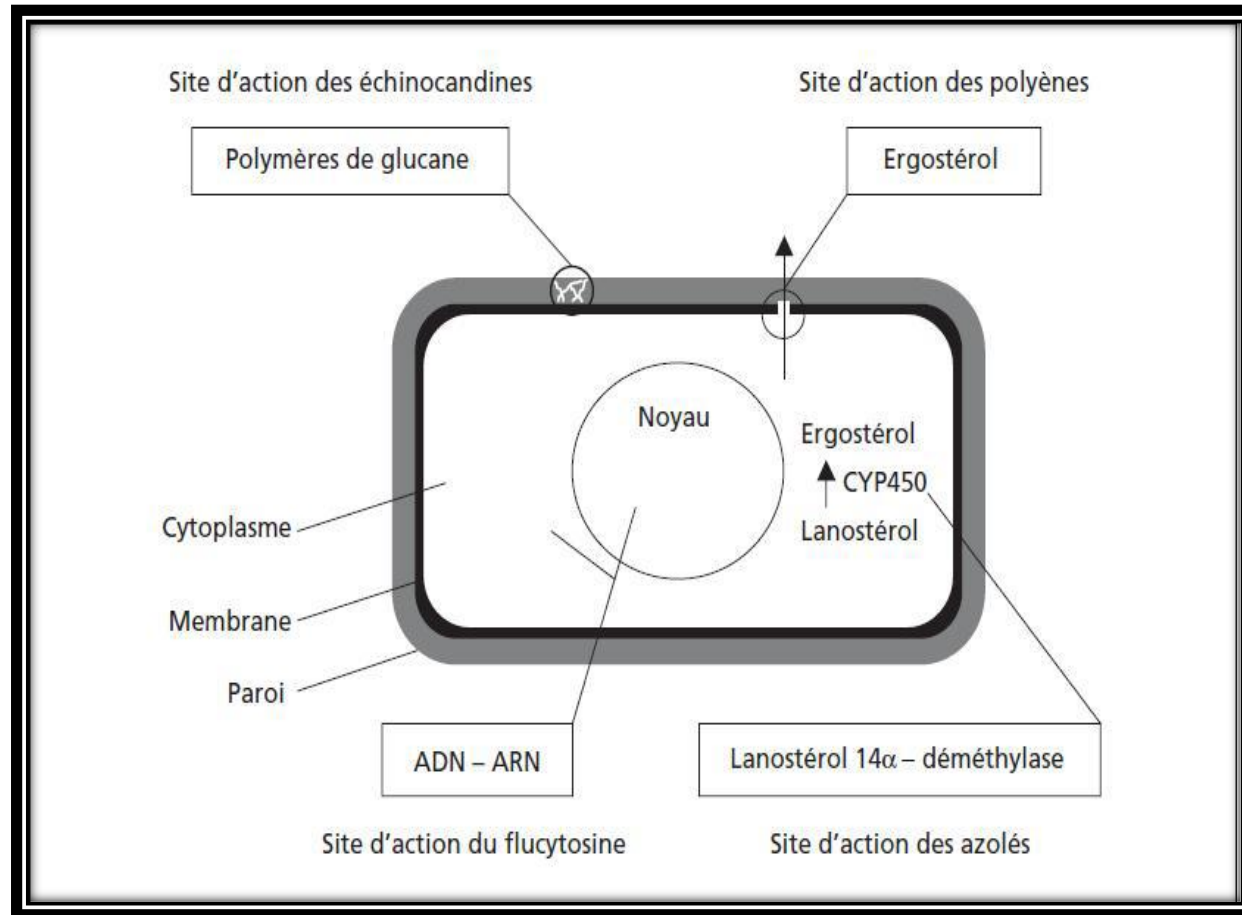 Site d'action des échinocandines
Site d'action des polyènes
Polymères de glucane
Ergostérol
Noyau
Ergostérol
CYP450
Lanostérol
Cytoplasme
Membrane
Paroi
ADN – ARN
Lanostérol 14α – déméthylase
Site d'action du flucytosine
Site d'action des azolés